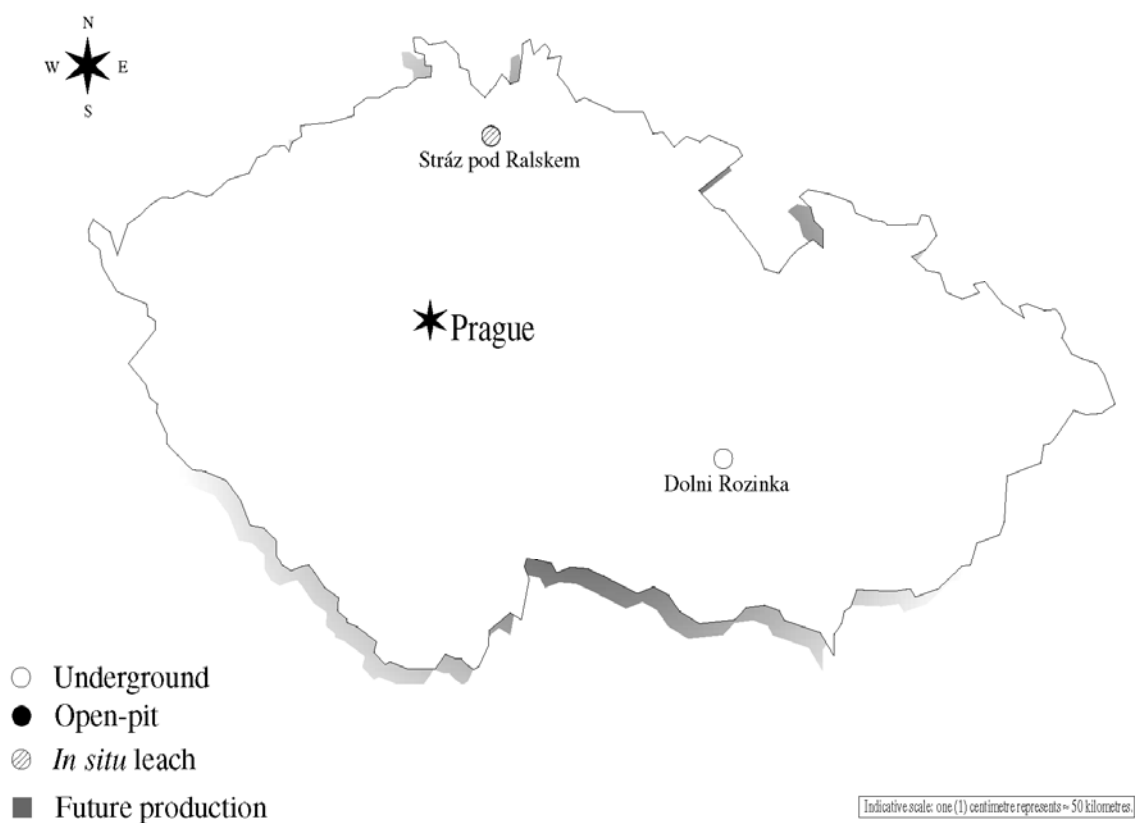 N
W E
S
Stráz pod Ralskem
Prague
Dolni Rozinka
Underground
Open-pit
In situ leach
Future production
Indicative scale: one (1) centimetre represents ≈ 50 kilometres.